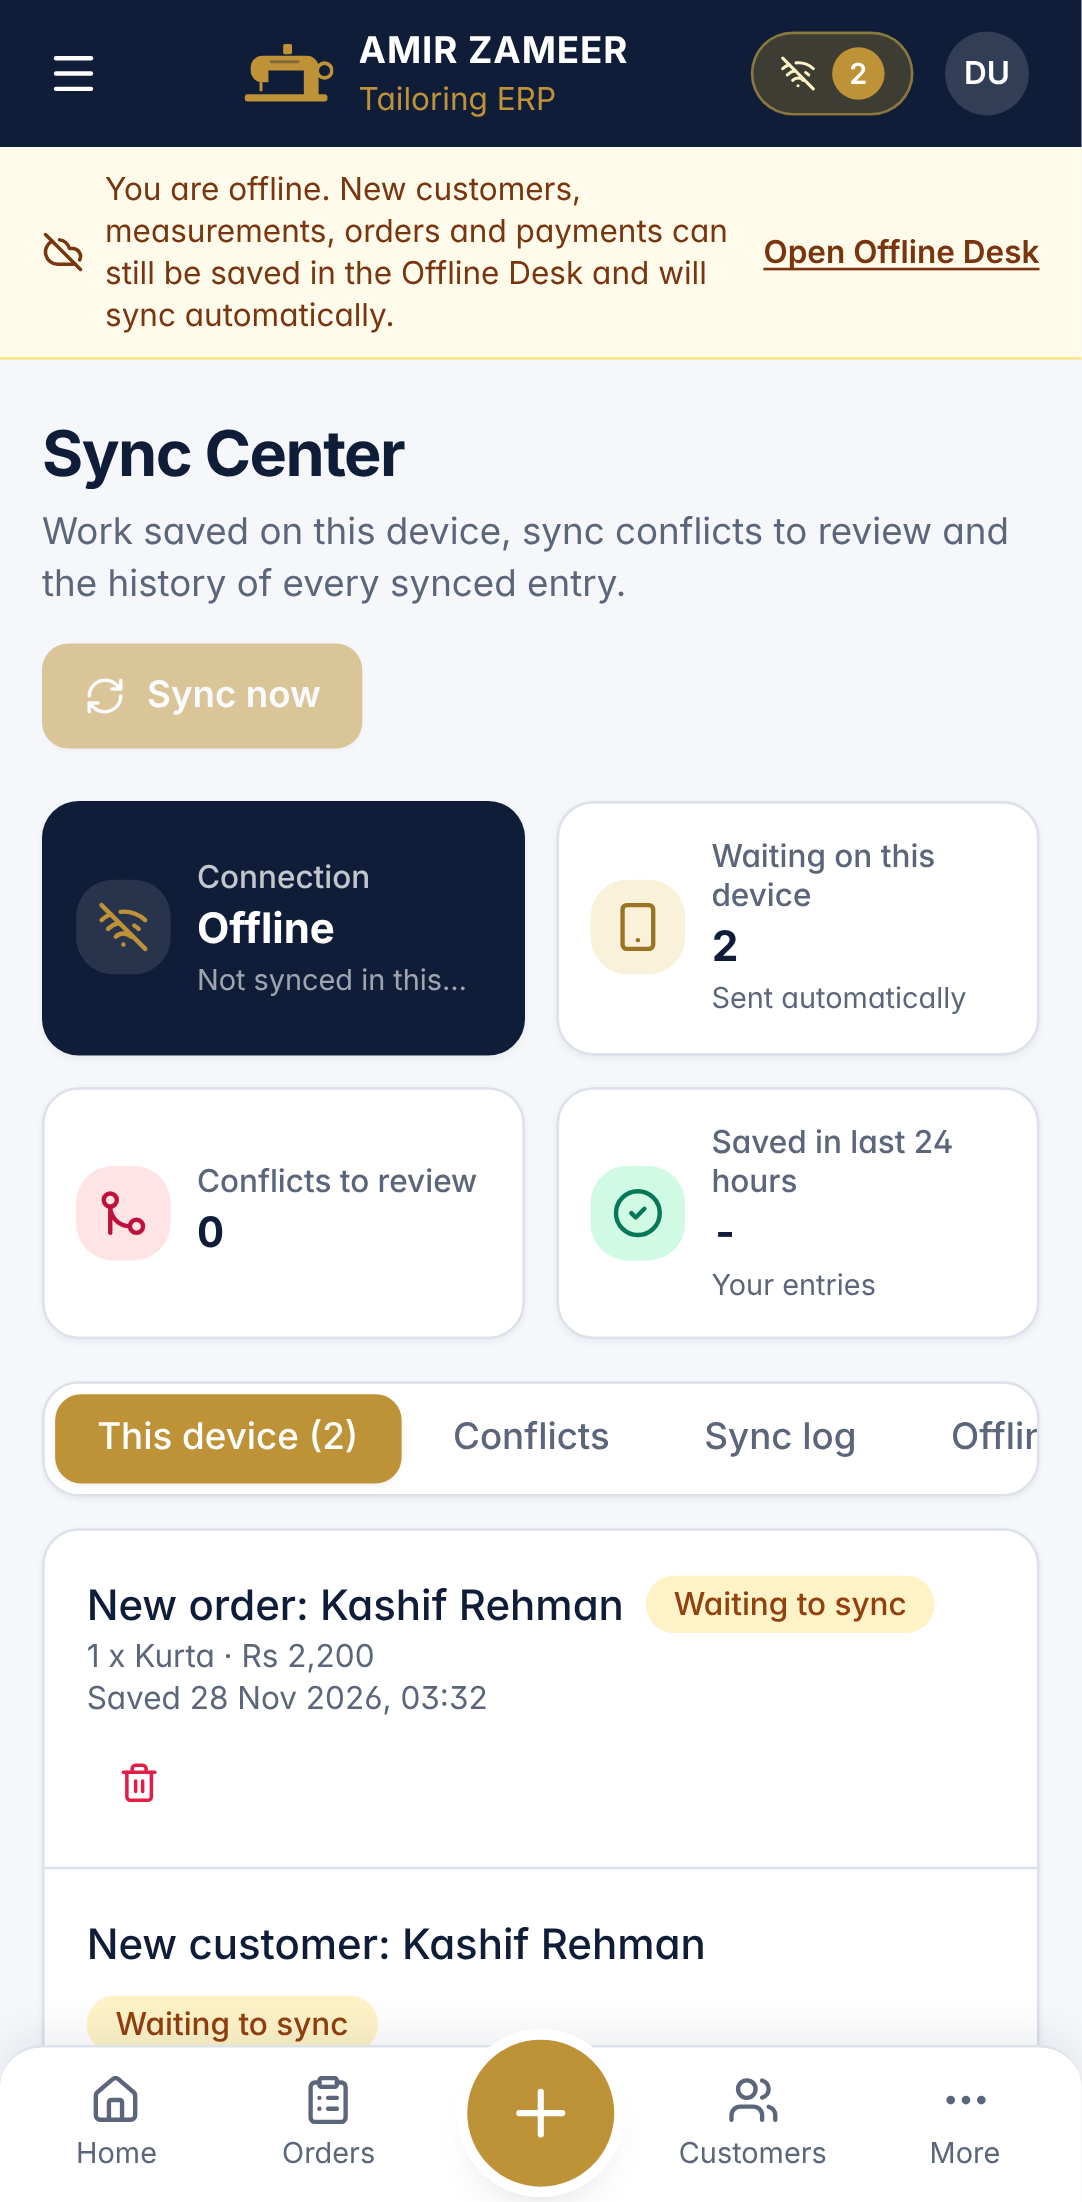 AMIR ZAMEER
Tailoring ERP
2
DU
You are offline. New customers,
measurements, orders and payments can
still be saved in the Offline Desk and will
sync automatically.
Open Offline Desk
Sync Center
Work saved on this device, sync conflicts to review and
the history of every synced entry.
Sync now
Connection
Offline
Not synced in this...
Waiting on this
device
2
Sent automatically
Conflicts to review
0
Saved in last 24
hours
-
Your entries
This device (2)
Conflicts
Sync log
Offlin
New order: Kashif Rehman
Waiting to sync
1 x Kurta · Rs 2,200
Saved 28 Nov 2026, 03:32
New customer: Kashif Rehman
Waiting to sync
Home
Orders
Customers
More